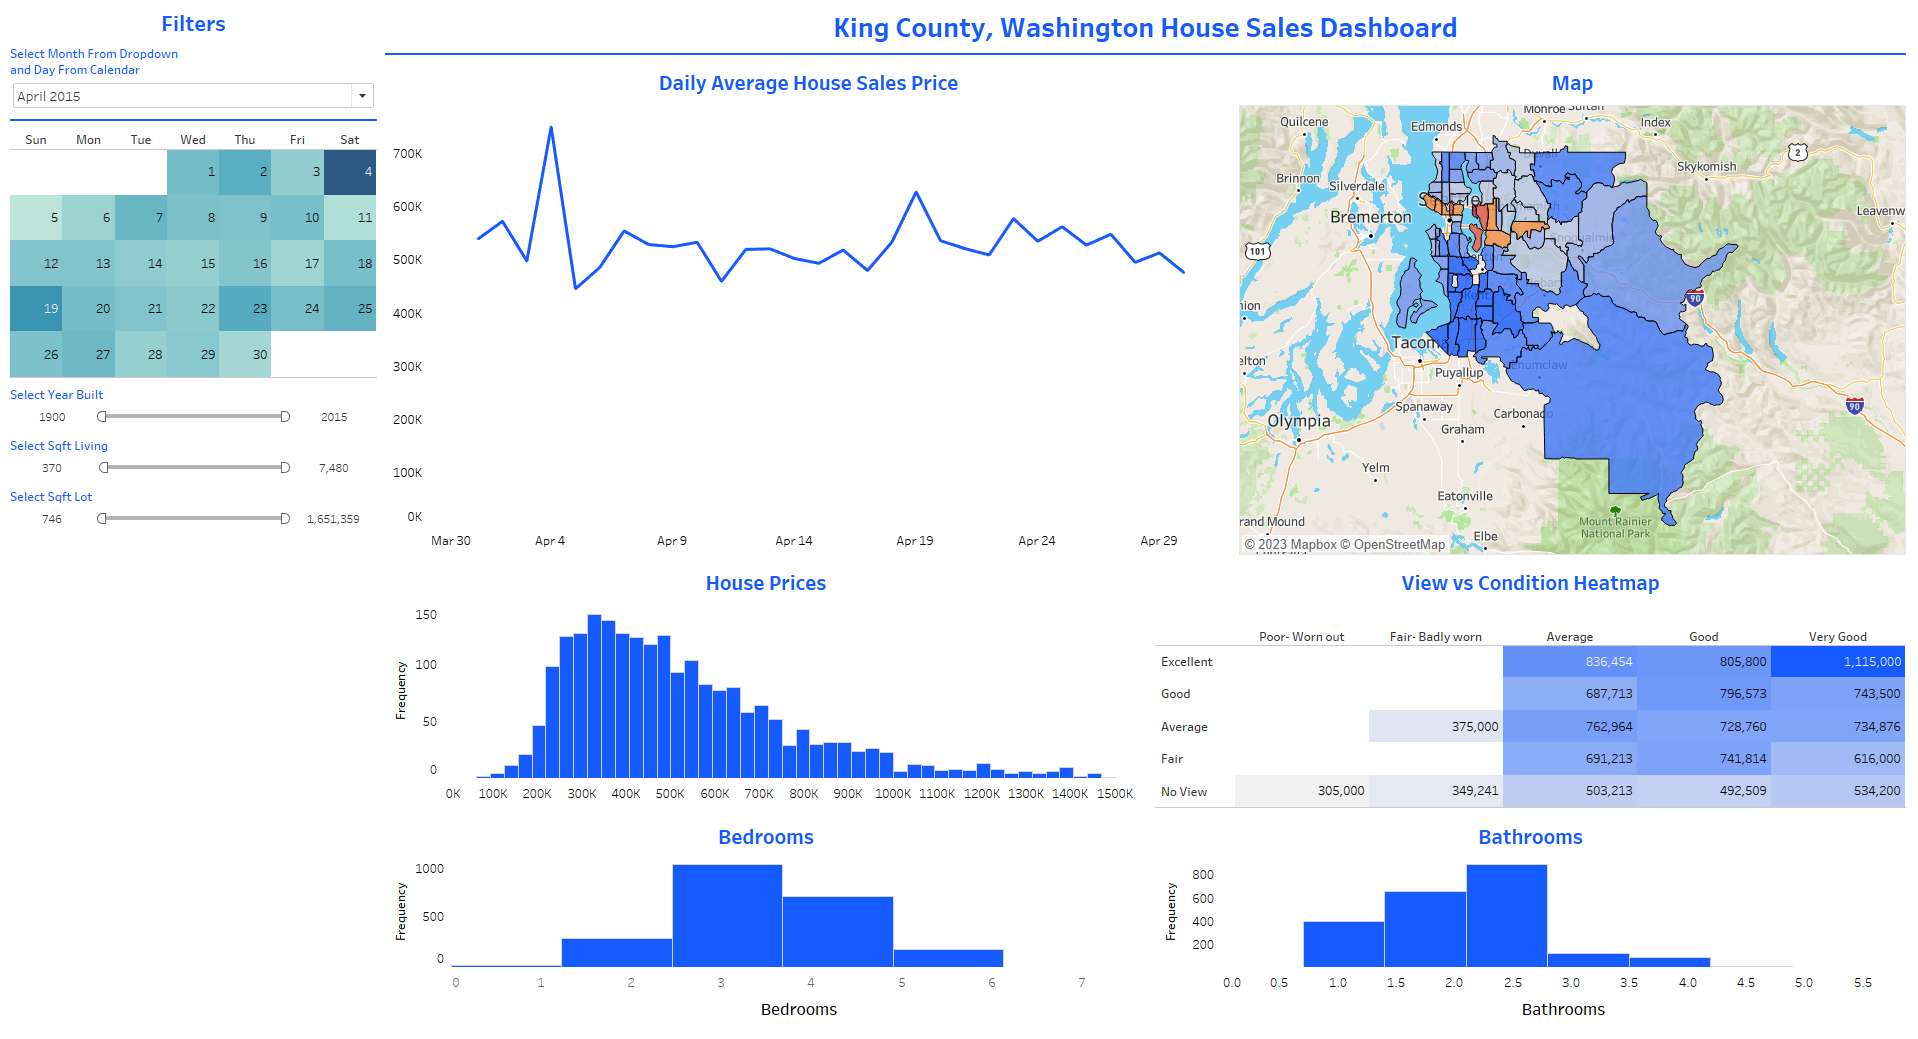 Filters
Select Month From Dropdown
and Day From Calendar
April 2015
Sun Mon Tue Wed Thu Fri Sat
1 2 3 4
5 6 7 8 9 10 11
12 13 14 15 16 17 18
19 20 21 22 23 24 25
26 27 28 29 30
Select Year Built
1900 2015
Select Sqft Living
370 7,480
Select Sqft Lot
746 1,651,359
King County, Washington House Sales Dashboard
Daily Average House Sales Price
700K
600K
500K
400K
300K
200K
100K
0K
Mar 30 Apr 4 Apr 9 Apr 14 Apr 19 Apr 24 Apr 29
Map
Monroe Sultan
Quilcene
Edmonds
Index
Duvall
2
Skykomish
Brinnon
Silverdale
Leavenw
Bremerton
101
90
Tacom
enumclaw
elton
Puyallup
Spanaway
Carbonado
90
Olympia
Graham
Yelm
Eatonville
rand Mound
Mount Rainier
National Park
Elbe
© 2023 Mapbox © OpenStreetMap
House Prices
Frequency
150
100
50
0
0K 100K 200K 300K 400K 500K 600K 700K 800K 900K 1000K 1100K 1200K 1300K 1400K 1500K
View vs Condition Heatmap
Poor- Worn out Fair- Badly worn Average Good Very Good
Excellent 836,454 805,800 1,115,000
Good 687,713 796,573 743,500
Average 375,000 762,964 728,760 734,876
Fair 691,213 741,814 616,000
No View 305,000 349,241 503,213 492,509 534,200
Bedrooms
Frequency
1000
500
0
0 1 2 3 4 5 6 7
Bedrooms
Bathrooms
Frequency
800
600
400
200
0.0 0.5 1.0 1.5 2.0 2.5 3.0 3.5 4.0 4.5 5.0 5.5
Bathrooms